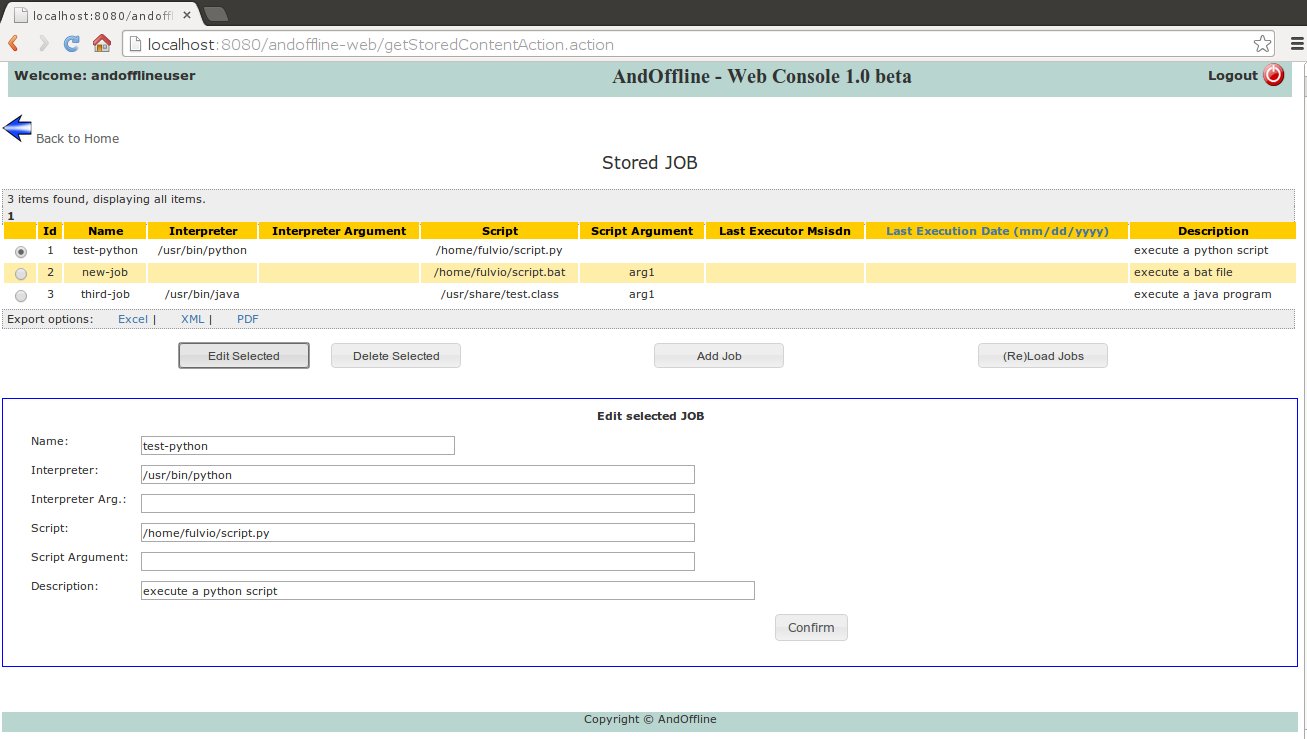 localhost:8080/andoffl
localhost:8080/andoffline-web/getStoredContentAction.action
Welcome: andofflineuser AndOffline - Web Console 1.0 beta Logout
Back to Home
Stored JOB
3 items found, displaying all items.
1
Id Name Interpreter Interpreter Argument Script Script Argument Last Executor Msisdn Last Execution Date (mm/dd/yyyy) Description
1 test-python /usr/bin/python /home/fulvio/script.py execute a python script
2 new-job /home/fulvio/script.bat arg1 execute a bat file
3 third-job /usr/bin/java /usr/share/test.class arg1 execute a java program
Export options: Excel | XML | PDF
Edit Selected Delete Selected Add Job (Re)Load Jobs
Edit selected JOB
Name: test-python
Interpreter: /usr/bin/python
Interpreter Arg.:
Script: /home/fulvio/script.py
Script Argument:
Description: execute a python script
Confirm
Copyright © AndOffline